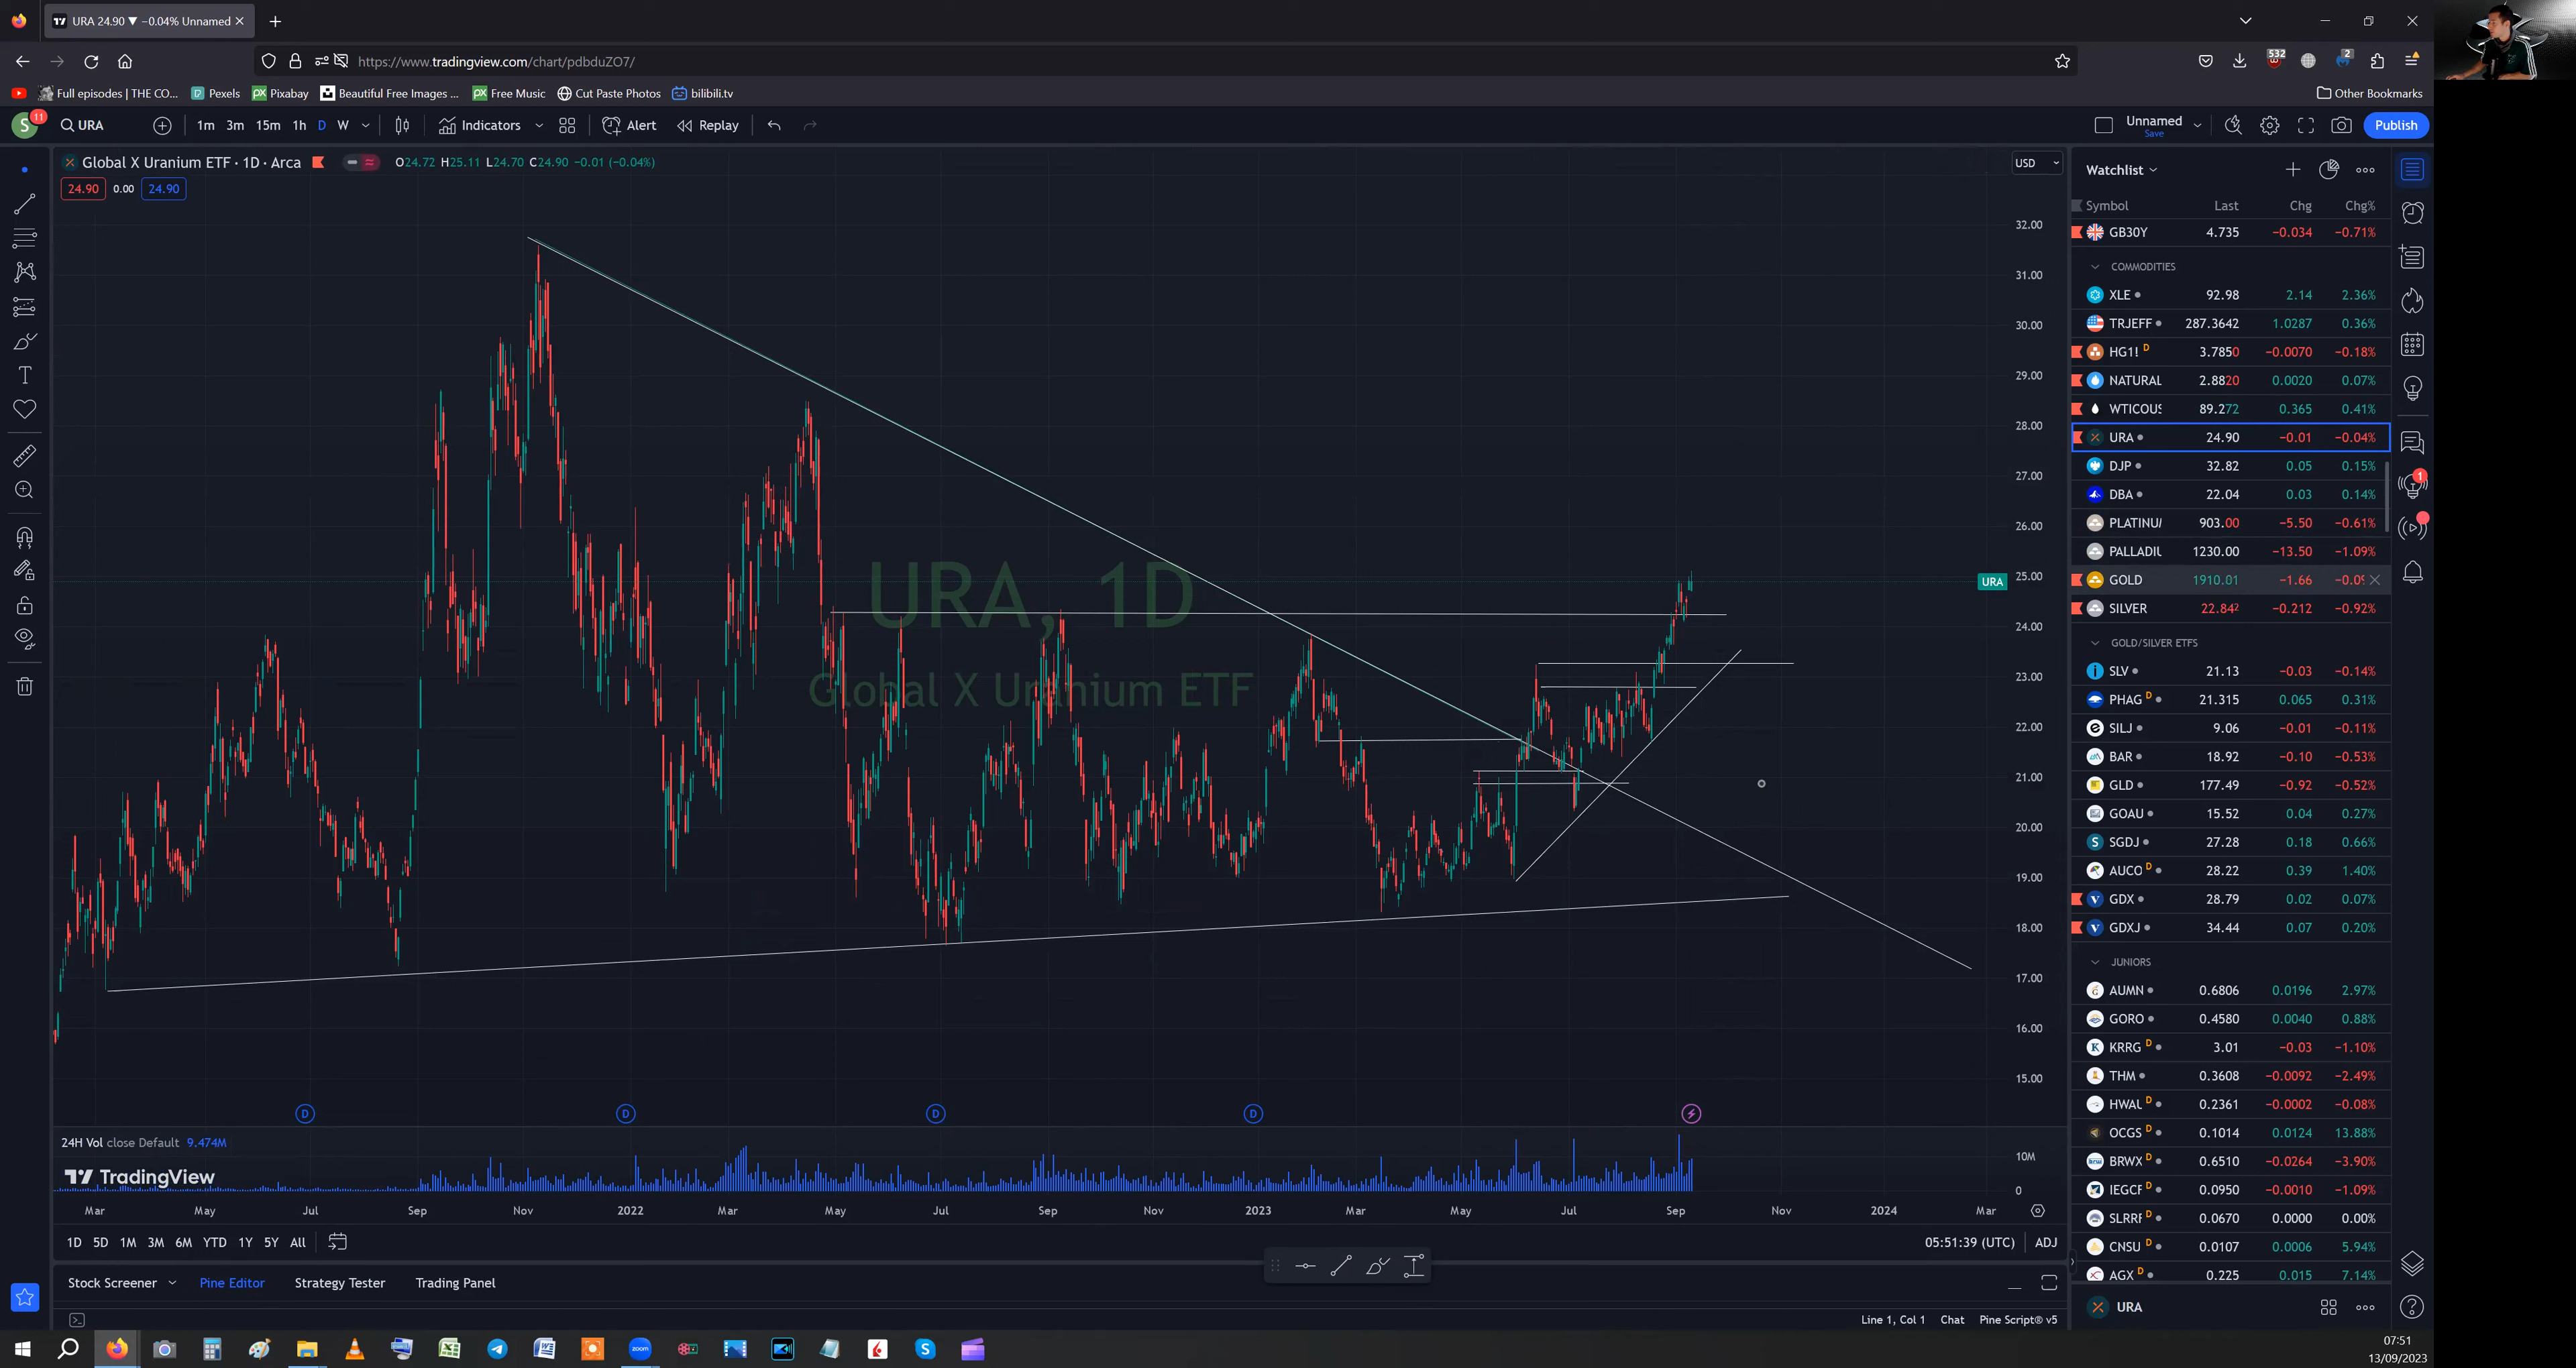 URA 24.90 ▼ −0.04% Unnamed
https://www.tradingview.com/chart/pdbduZO7/
532
2
Full episodes | THE CO...
Pexels
Pixabay
Beautiful Free Images ...
Free Music
Cut Paste Photos
bilibili.tv
Other Bookmarks
S
11
URA
1m 3m 15m 1h D W
Indicators
Alert
Replay
Unnamed
Save
Publish
Global X Uranium ETF · 1D · Arca
O24.72 H25.11 L24.70 C24.90 −0.01 (−0.04%)
24.90 0.00 24.90
USD
32.00
31.00
30.00
29.00
28.00
27.00
26.00
25.00
24.00
23.00
22.00
21.00
20.00
19.00
18.00
17.00
16.00
15.00
URA
URA, 1D
Global X Uranium ETF
D D D D
24H Vol close Default 9.474M
TradingView
10M
0
Mar May Jul Sep Nov 2022 Mar May Jul Sep Nov 2023 Mar May Jul Sep Nov 2024 Mar
1D 5D 1M 3M 6M YTD 1Y 5Y All
05:51:39 (UTC) ADJ
Stock Screener Pine Editor Strategy Tester Trading Panel
Line 1, Col 1 Chat Pine Script® v5
Watchlist
Symbol Last Chg Chg%
GB30Y 4.735 −0.034 −0.71%
COMMODITIES
XLE 92.98 2.14 2.36%
TRJEFF 287.3642 1.0287 0.36%
HG1! D 3.7850 −0.0070 −0.18%
NATURAL 2.8820 0.0020 0.07%
WTICOUS 89.272 0.365 0.41%
URA 24.90 −0.01 −0.04%
DJP 32.82 0.05 0.15%
DBA 22.04 0.03 0.14%
PLATINU 903.00 −5.50 −0.61%
PALLADIU 1230.00 −13.50 −1.09%
GOLD 1910.01 −1.66 −0.09
SILVER 22.842 −0.212 −0.92%
GOLD/SILVER ETFS
SLV 21.13 −0.03 −0.14%
PHAG D 21.315 0.065 0.31%
SILJ 9.06 −0.01 −0.11%
BAR 18.92 −0.10 −0.53%
GLD 177.49 −0.92 −0.52%
GOAU 15.52 0.04 0.27%
SGDJ 27.28 0.18 0.66%
AUCO D 28.22 0.39 1.40%
GDX 28.79 0.02 0.07%
GDXJ 34.44 0.07 0.20%
JUNIORS
AUMN 0.6806 0.0196 2.97%
GORO 0.4580 0.0040 0.88%
KRRG D 3.01 −0.03 −1.10%
THM 0.3608 −0.0092 −2.49%
HWAU D 0.2361 −0.0002 −0.08%
OCGS D 0.1014 0.0124 13.88%
BRWX D 0.6510 −0.0264 −3.90%
IEGCF D 0.0950 −0.0010 −1.09%
SLRRF D 0.0670 0.0000 0.00%
CNSU D 0.0107 0.0006 5.94%
AGX D 0.225 0.015 7.14%
URA
1
zoom
07:51
13/09/2023